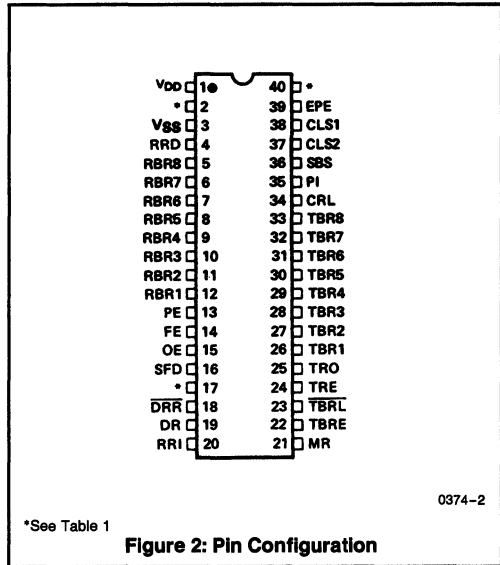 VDD 1 40 *
* 2 39 EPE
VSS 3 38 CLS1
RRD 4 37 CLS2
RBR8 5 36 SBS
RBR7 6 35 PI
RBR6 7 34 CRL
RBR5 8 33 TBR8
RBR4 9 32 TBR7
RBR3 10 31 TBR6
RBR2 11 30 TBR5
RBR1 12 29 TBR4
PE 13 28 TBR3
FE 14 27 TBR2
OE 15 26 TBR1
SFD 16 25 TRO
* 17 24 TRE
DRR 18 23 TBRL
DR 19 22 TBRE
RRI 20 21 MR
0374-2
*See Table 1
Figure 2: Pin Configuration